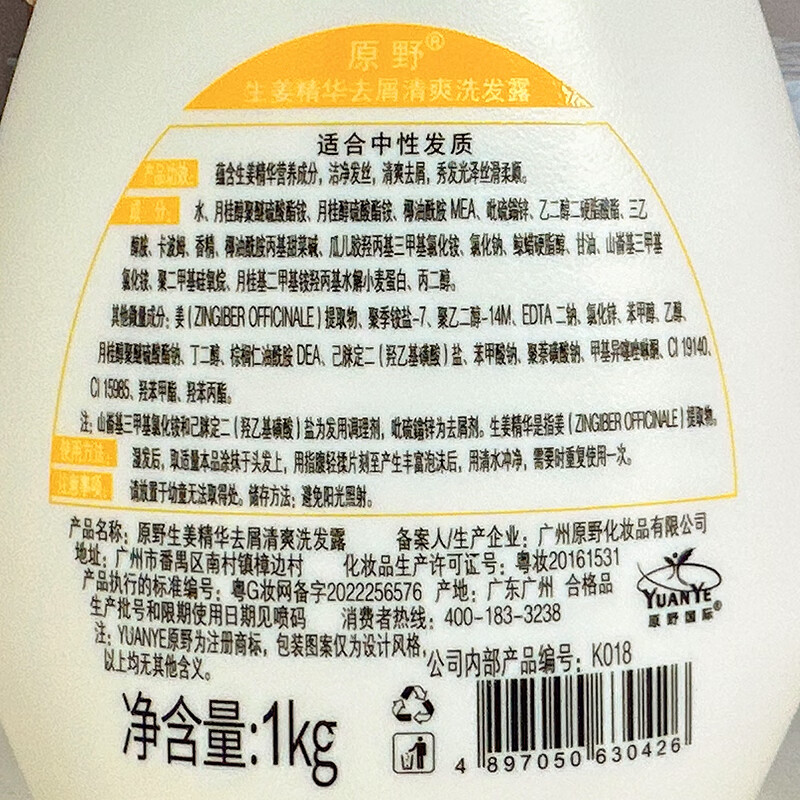 原野®
生姜精华去屑清爽洗发露
适合中性发质
产品功效: 蕴含生姜精华营养成分，洁净发丝，清爽去屑，秀发光泽丝滑柔顺。
成 分: 水、月桂醇聚醚硫酸酯铵、月桂醇硫酸酯铵、椰油酰胺 MEA、吡硫鎓锌、乙二醇二硬脂酸酯、三乙
醇胺、卡波姆、香精、椰油酰胺丙基甜菜碱、瓜儿胶羟丙基三甲基氯化铵、氯化钠、鲸蜡硬脂醇、甘油、山嵛基三甲基
氯化铵、聚二甲基硅氧烷、月桂基二甲基铵羟丙基水解小麦蛋白、丙二醇。
其他微量成分：姜（ZINGIBER OFFICINALE）提取物、聚季铵盐-7、聚乙二醇-14M、EDTA 二钠、氯化锌、苯甲醇、乙醇、
月桂醇聚醚硫酸酯钠、丁二醇、棕榈仁油酰胺 DEA、己脒定二（羟乙基磺酸）盐、苯甲酸钠、聚萘磺酸钠、甲基异噻唑啉酮、CI 19140、
CI 15985、羟苯甲酯、羟苯丙酯。
注：山嵛基三甲基氯化铵和己脒定二（羟乙基磺酸）盐为发用调理剂，吡硫鎓锌为去屑剂。生姜精华是指姜（ZINGIBER OFFICINALE）提取物。
使用方法: 湿发后，取适量本品涂抹于头发上，用指腹轻揉片刻至产生丰富泡沫后，用清水冲净，需要时重复使用一次。
注意事项: 请放置于幼童无法取得处。储存方法：避免阳光照射。
产品名称：原野生姜精华去屑清爽洗发露 备案人/生产企业：广州原野化妆品有限公司
地址：广州市番禺区南村镇樟边村 化妆品生产许可证号：粤妆20161531
产品执行的标准编号：粤G妆网备字2022256576 产地：广东广州 合格品
生产批号和限期使用日期见喷码 消费者热线：400-183-3238
注：YUANYE原野为注册商标，包装图案仅为设计风格，
以上均无其他含义。
YUANYE
原野国际®
公司内部产品编号：K018
净含量:1kg
4 897050 630426